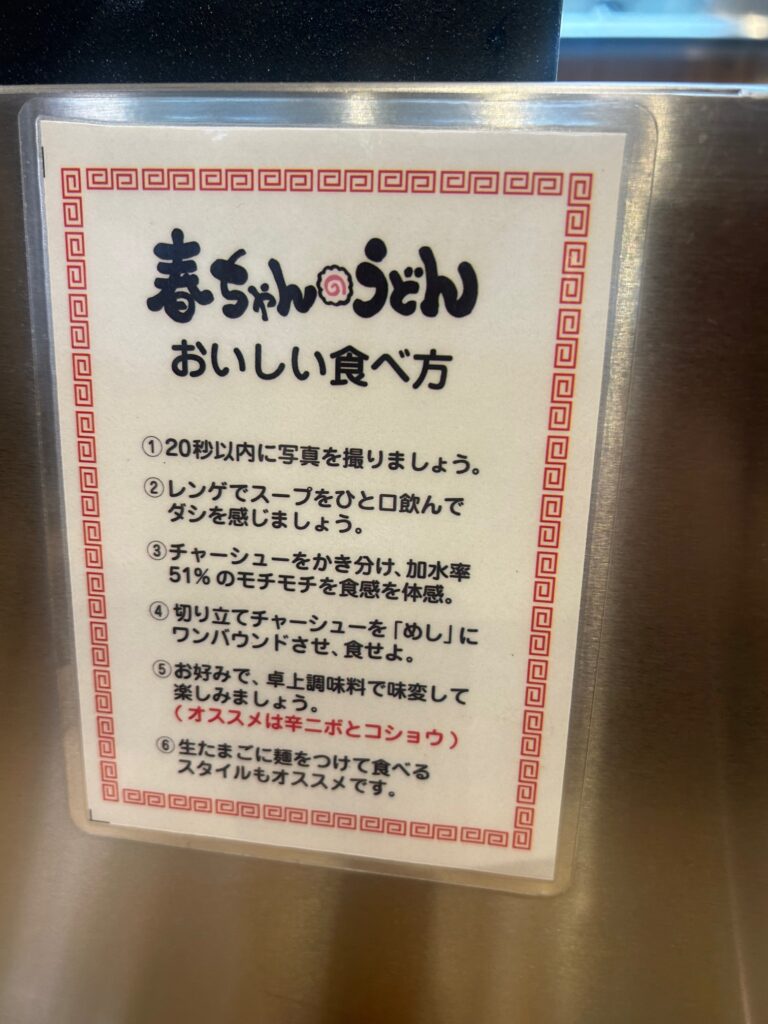 春ちゃんうどん
おいしい食べ方
①20秒以内に写真を撮りましょう。
②レンゲでスープをひと口飲んで
ダシを感じましょう。
③チャーシューをかき分け、加水率
51%のモチモチを食感を体感。
④切り立てチャーシューを「めし」に
ワンバウンドさせ、食せよ。
⑤お好みで、卓上調味料で味変して
楽しみましょう。
(オススメは辛ニボとコショウ)
⑥生たまごに麺をつけて食べる
スタイルもオススメです。